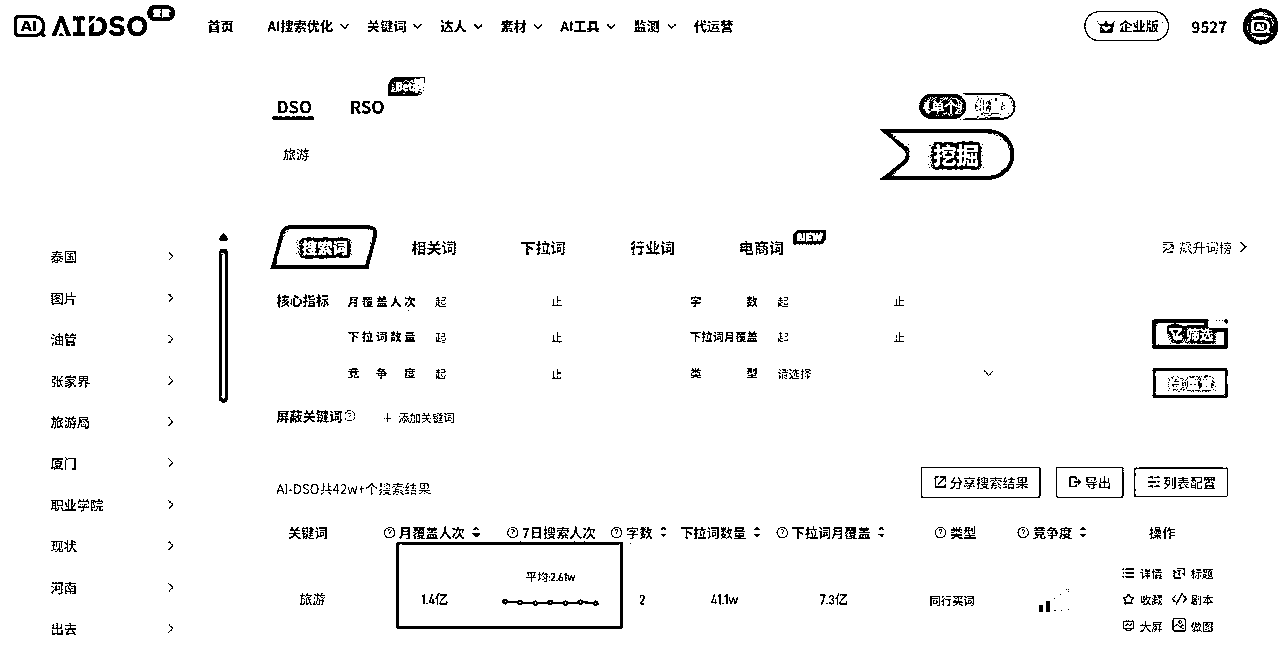 AI AIDSO
首页 AI搜索优化 关键词 达人 素材 AI工具 监测 代运营 企业版 9527
DSO RSO Beta
单个
旅游
挖掘
搜索词 相关词 下拉词 行业词 电商词 NEW 飙升词榜
泰国
图片
油管
张家界
旅游局
厦门
职业学院
现状
河南
出去
核心指标 月覆盖人次 起 止 字数 起 止
下拉词数量 起 止 下拉词月覆盖 起 止
竞争度 起 止 类型 请选择
筛选
重置
屏蔽关键词 + 添加关键词
AI-DSO共42w+个搜索结果 分享搜索结果 导出 列表配置
关键词 月覆盖人次 7日搜索人次 字数 下拉词数量 下拉词月覆盖 类型 竞争度 操作
旅游 1.4亿 平均:2.61w 2 41.1w 7.3亿 同行买词
详情 标题
收藏 剧本
大屏 做图